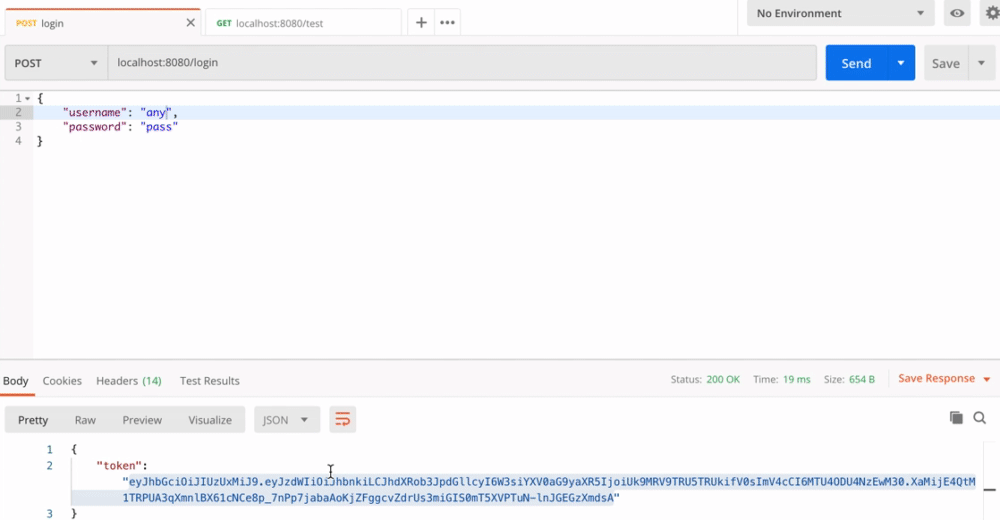 POST login
GET localhost:8080/test
No Environment
POST
localhost:8080/login
Send
Save
1 {
2 "username": "any",
3 "password": "pass"
4 }
Body Cookies Headers (14) Test Results
Status: 200 OK Time: 19 ms Size: 654 B Save Response
Pretty Raw Preview Visualize JSON
1 {
2 "token":
"eyJhbGciOiJIUzUxMiJ9.eyJzdWIiOiJhbnkiLCJhdXRob3JpdGllcyI6W3siYXV0aG9yaXR5IjoiUk9MRV9TRU5TRUkifV0sImV4cCI6MTU4ODU4NzEwM30.XaMijE4QtM
1TRPUA3qXmnlBX61cNCe8p_7nPp7jabaAoKjZFggcvZdrUs3miGIS0mT5XVPTuN-lnJGEGzXmdsA"
3 }